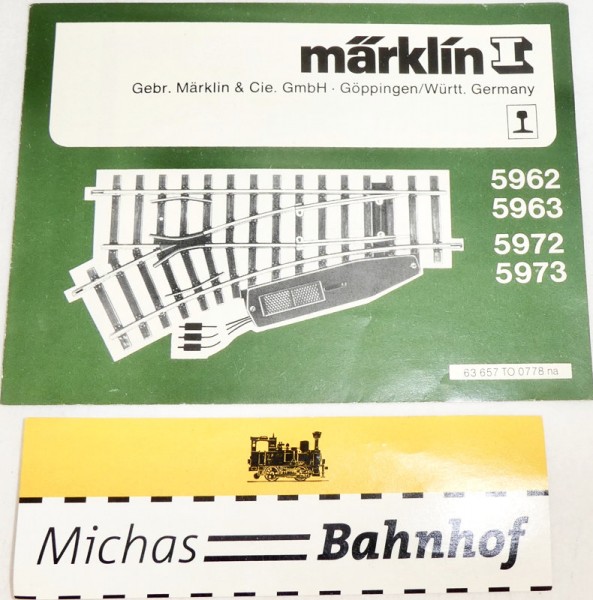 märklin I
Gebr. Märklin & Cie. GmbH · Göppingen/Württ. Germany
5962
5963
5972
5973
63 657 TO 0778 na
Michas Bahnhof